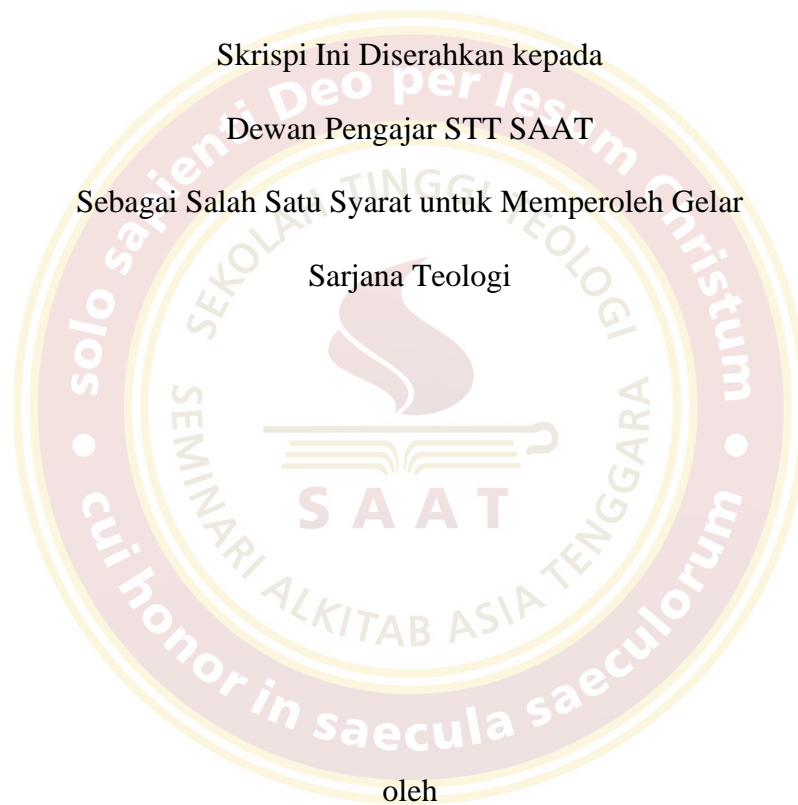 Skripsi Ini Diserahkan kepada
Dewan Pengajar STT SAAT
Sebagai Salah Satu Syarat untuk Memperoleh Gelar
Sarjana Teologi
oleh
solo sapienti Deo per Iesum Christum
cui honor in saecula saeculorum
SEKOLAH TINGGI TEOLOGI
SEMINARI ALKITAB ASIA TENGGARA
SAAT